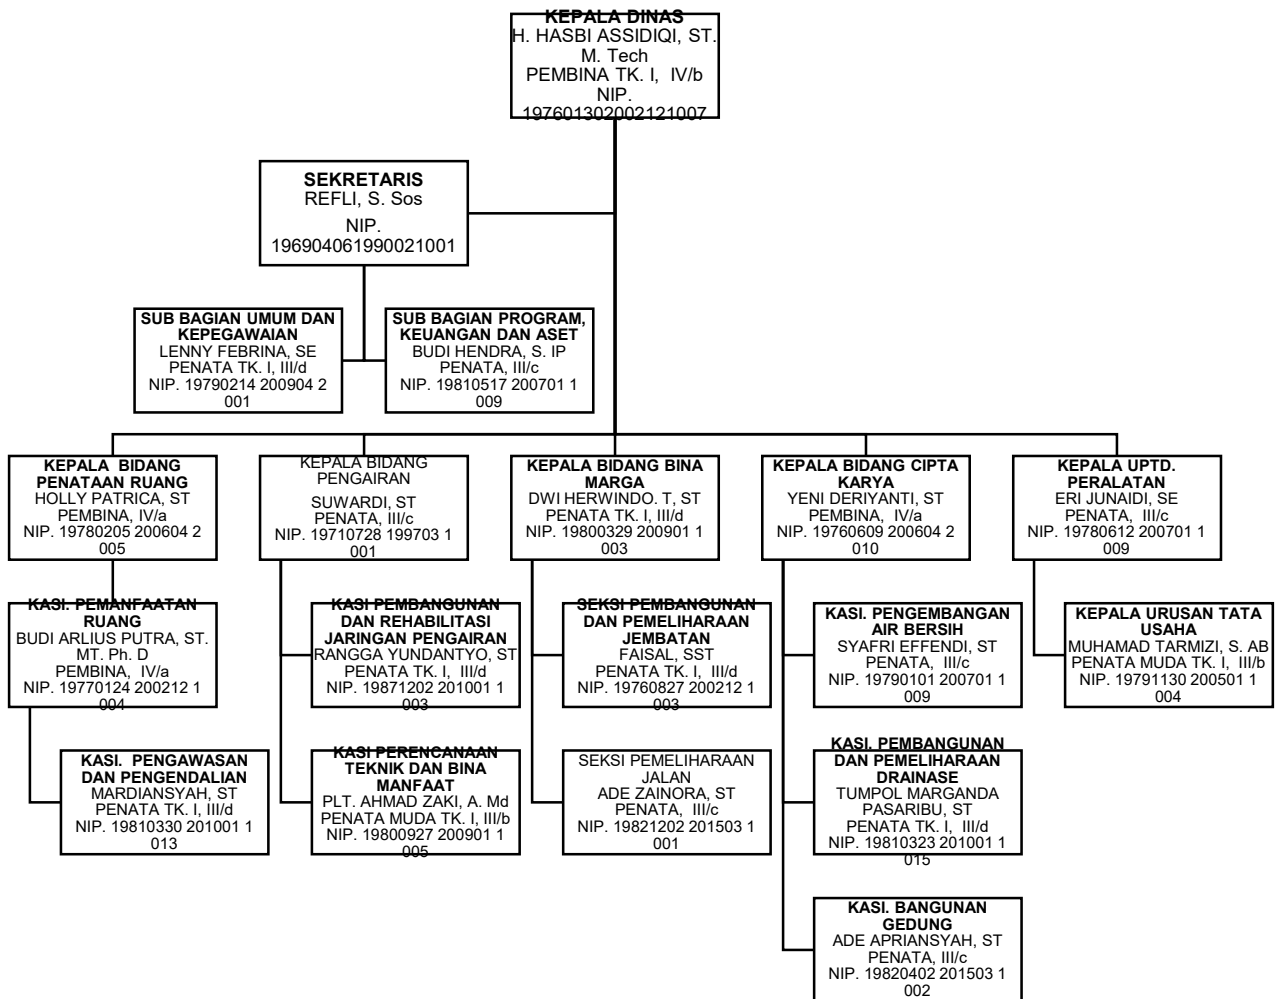 KEPALA DINAS
H. HASBI ASSIDIQI, ST.
M. Tech
PEMBINA TK. I, IV/b
NIP.
197601302002121007
SEKRETARIS
REFLI, S. Sos
NIP.
196904061990021001
SUB BAGIAN UMUM DAN
KEPEGAWAIAN
LENNY FEBRINA, SE
PENATA TK. I, III/d
NIP. 19790214 200904 2
001
SUB BAGIAN PROGRAM,
KEUANGAN DAN ASET
BUDI HENDRA, S. IP
PENATA, III/c
NIP. 19810517 200701 1
009
KEPALA BIDANG
PENATAAN RUANG
HOLLY PATRICA, ST
PEMBINA, IV/a
NIP. 19780205 200604 2
005
KEPALA BIDANG
PENGAIRAN
SUWARDI, ST
PENATA, III/c
NIP. 19710728 199703 1
001
KEPALA BIDANG BINA
MARGA
DWI HERWINDO. T, ST
PENATA TK. I, III/d
NIP. 19800329 200901 1
003
KEPALA BIDANG CIPTA
KARYA
YENI DERIYANTI, ST
PEMBINA, IV/a
NIP. 19760609 200604 2
010
KEPALA UPTD.
PERALATAN
ERI JUNAIDI, SE
PENATA, III/c
NIP. 19780612 200701 1
009
KASI. PEMANFAATAN
RUANG
BUDI ARLIUS PUTRA, ST.
MT. Ph. D
PEMBINA, IV/a
NIP. 19770124 200212 1
004
KASI PEMBANGUNAN
DAN REHABILITASI
JARINGAN PENGAIRAN
RANGGA YUNDANTYO, ST
PENATA TK. I, III/d
NIP. 19871202 201001 1
003
SEKSI PEMBANGUNAN
DAN PEMELIHARAAN
JEMBATAN
FAISAL, SST
PENATA TK. I, III/d
NIP. 19760827 200212 1
003
KASI. PENGEMBANGAN
AIR BERSIH
SYAFRI EFFENDI, ST
PENATA, III/c
NIP. 19790101 200701 1
009
KEPALA URUSAN TATA
USAHA
MUHAMAD TARMIZI, S. AB
PENATA MUDA TK. I, III/b
NIP. 19791130 200501 1
004
KASI. PENGAWASAN
DAN PENGENDALIAN
MARDIANSYAH, ST
PENATA TK. I, III/d
NIP. 19810330 201001 1
013
KASI PERENCANAAN
TEKNIK DAN BINA
MANFAAT
PLT. AHMAD ZAKI, A. Md
PENATA MUDA TK. I, III/b
NIP. 19800927 200901 1
005
SEKSI PEMELIHARAAN
JALAN
ADE ZAINORA, ST
PENATA, III/c
NIP. 19821202 201503 1
001
KASI. PEMBANGUNAN
DAN PEMELIHARAAN
DRAINASE
TUMPOL MARGANDA
PASARIBU, ST
PENATA TK. I, III/d
NIP. 19810323 201001 1
015
KASI. BANGUNAN
GEDUNG
ADE APRIANSYAH, ST
PENATA, III/c
NIP. 19820402 201503 1
002